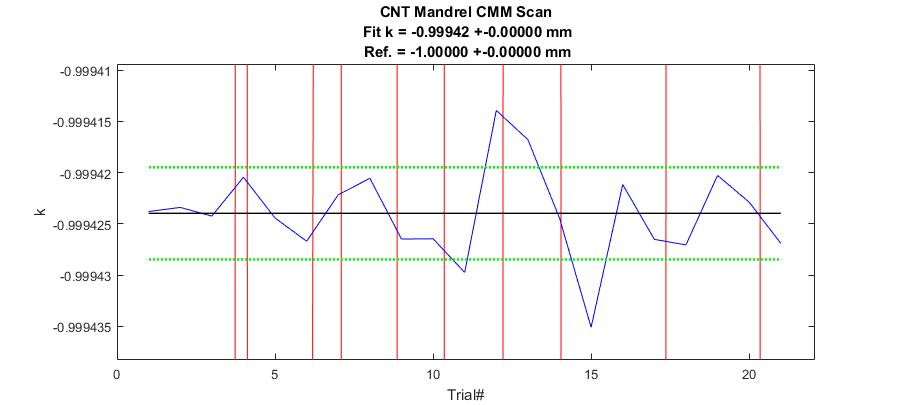 CNT Mandrel CMM Scan
Fit k = -0.99942 +-0.00000 mm
Ref. = -1.00000 +-0.00000 mm
-0.99941
-0.999415
-0.99942
-0.999425
-0.99943
-0.999435
k
0 5 10 15 20
Trial#